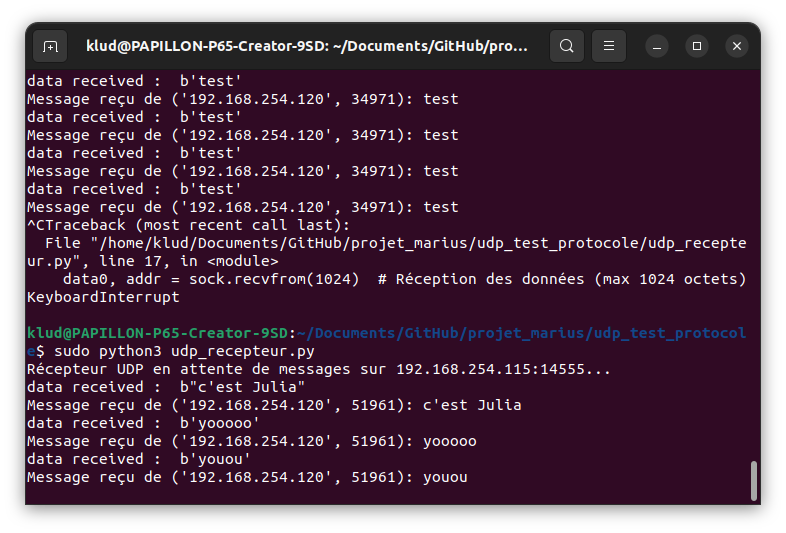 klud@PAPILLON-P65-Creator-9SD: ~/Documents/GitHub/pro...
data received :  b'test'
Message reçu de ('192.168.254.120', 34971): test
data received :  b'test'
Message reçu de ('192.168.254.120', 34971): test
data received :  b'test'
Message reçu de ('192.168.254.120', 34971): test
data received :  b'test'
Message reçu de ('192.168.254.120', 34971): test
^CTraceback (most recent call last):
  File "/home/klud/Documents/GitHub/projet_marius/udp_test_protocole/udp_recepte
ur.py", line 17, in <module>
    data0, addr = sock.recvfrom(1024)  # Réception des données (max 1024 octets)
KeyboardInterrupt
klud@PAPILLON-P65-Creator-9SD:~/Documents/GitHub/projet_marius/udp_test_protocol
e$ sudo python3 udp_recepteur.py
Récepteur UDP en attente de messages sur 192.168.254.115:14555...
data received :  b"c'est Julia"
Message reçu de ('192.168.254.120', 51961): c'est Julia
data received :  b'yooooo'
Message reçu de ('192.168.254.120', 51961): yooooo
data received :  b'youou'
Message reçu de ('192.168.254.120', 51961): youou